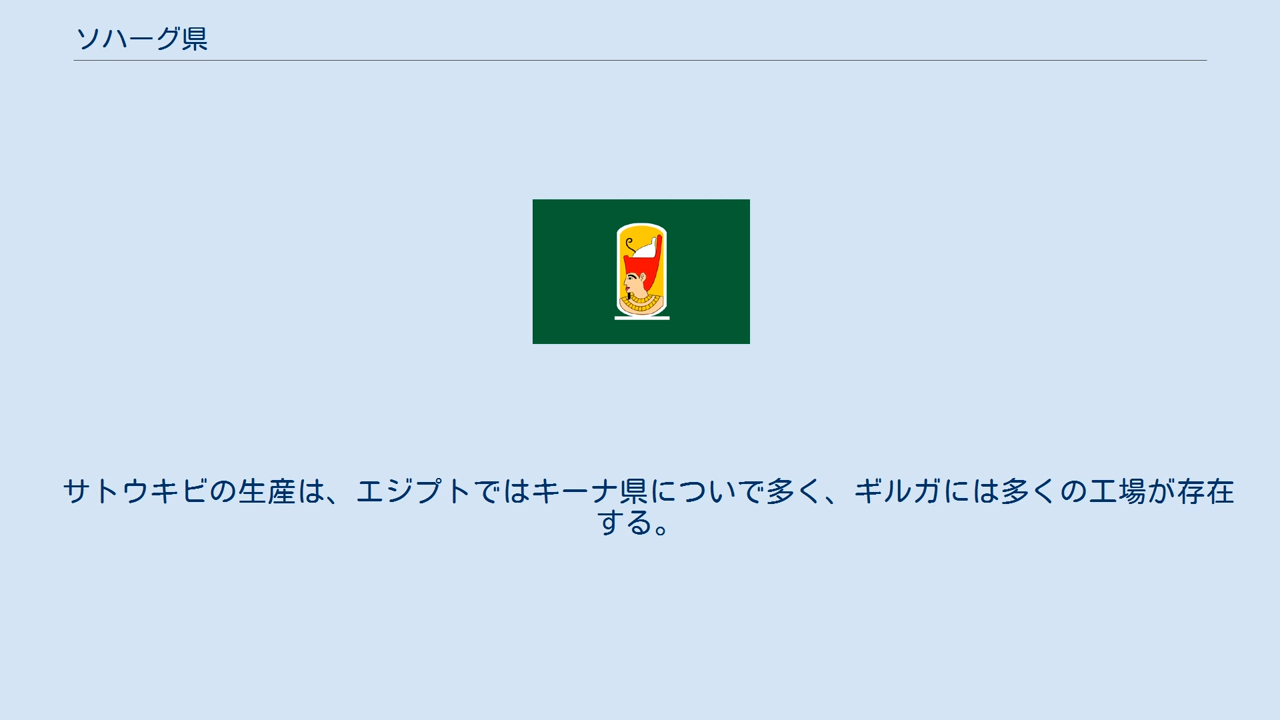 ソハーグ県
サトウキビの生産は、エジプトではキーナ県についで多く、ギルガには多くの工場が存在
する。